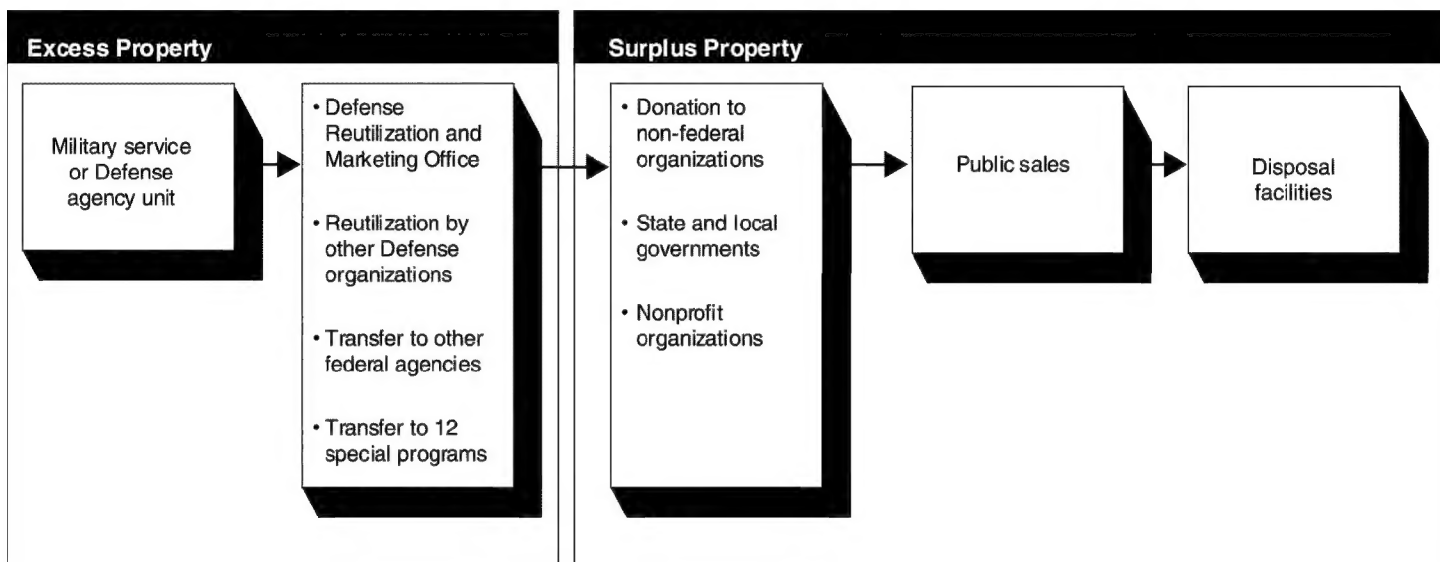 Excess Property
Military service
or Defense
agency unit
• Defense
Reutilization and
Marketing Office
• Reutilization by
other Defense
organizations
• Transfer to other
federal agencies
• Transfer to 12
special programs
Surplus Property
• Donation to
non-federal
organizations
• State and local
governments
• Nonprofit
organizations
Public sales
Disposal
facilities